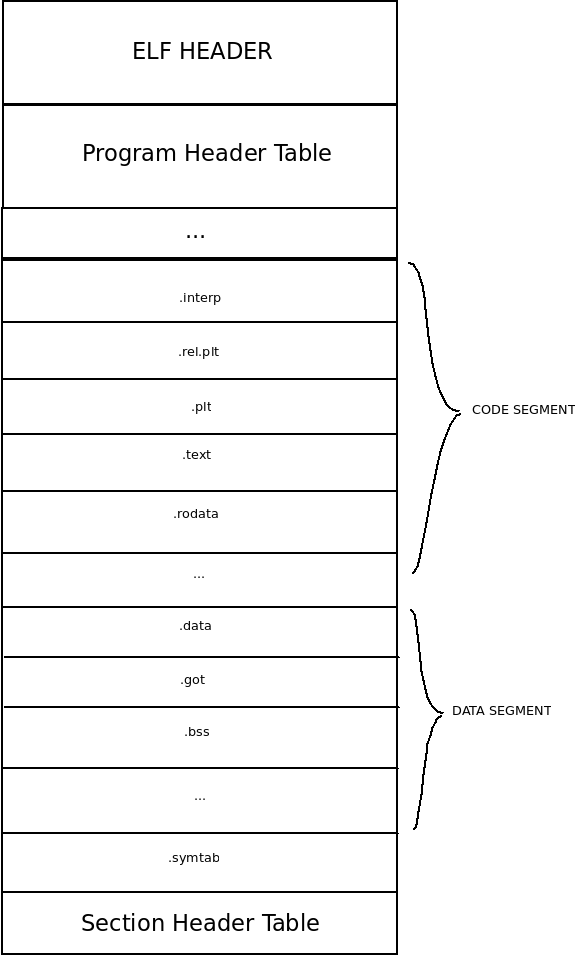 ELF HEADER
Program Header Table
...
.interp
.rel.plt
.plt
CODE SEGMENT
.text
.rodata
...
.data
.got
DATA SEGMENT
.bss
...
.symtab
Section Header Table